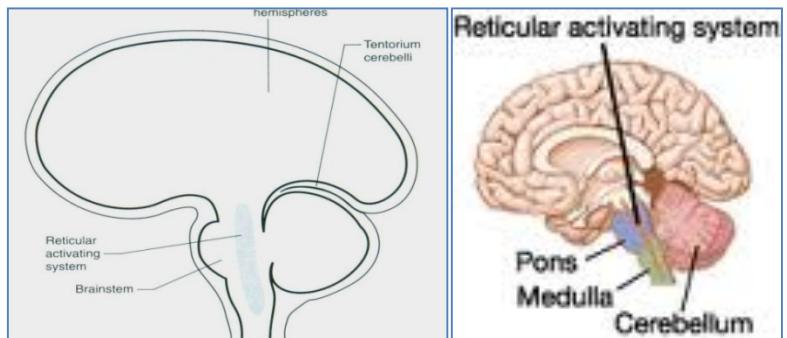 hemispheres
Tentorium
cerebelli
Reticular
activating
system
Brainstem
Reticular activating system
Pons
Medulla
Cerebellum